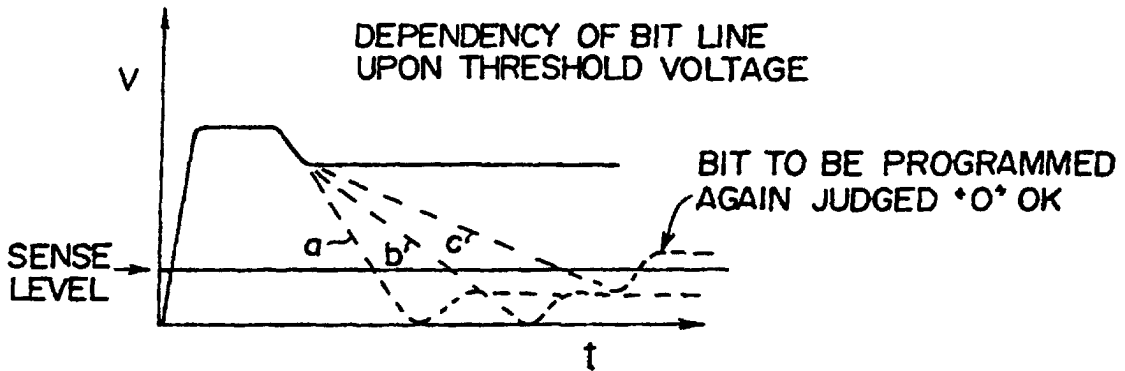 DEPENDENCY OF BIT LINE
UPON THRESHOLD VOLTAGE
V
BIT TO BE PROGRAMMED
AGAIN JUDGED "0" OK
a
b
c
SENSE
LEVEL
t